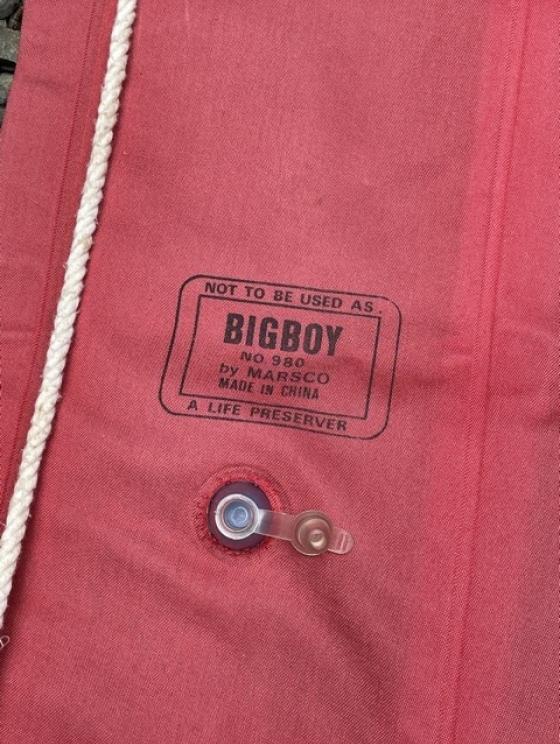 NOT TO BE USED AS.
BIGBOY
NO 980
by MARSCO
MADE IN CHINA
A LIFE PRESERVER